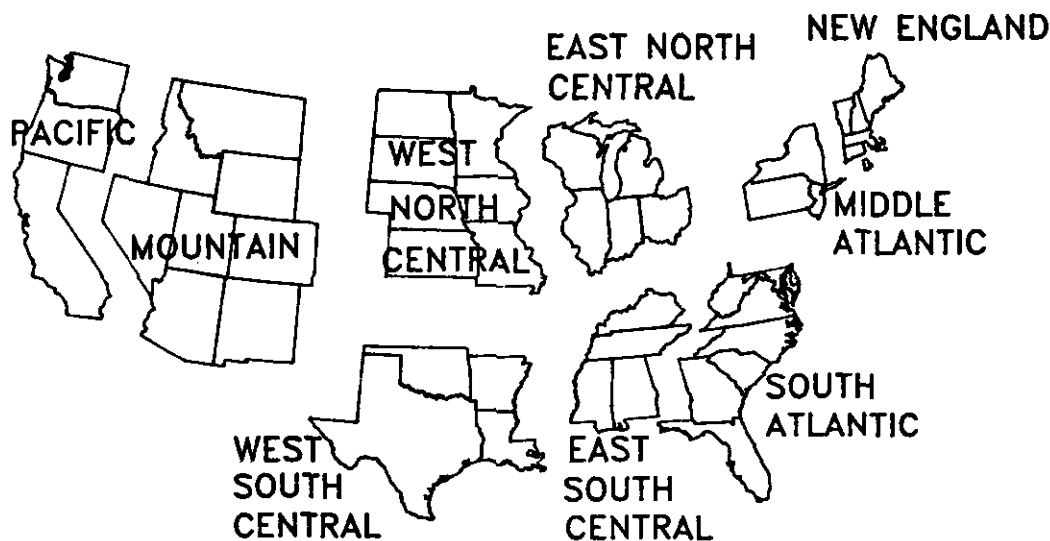 NEW ENGLAND
EAST NORTH
CENTRAL
PACIFIC
WEST
NORTH
CENTRAL
MOUNTAIN
MIDDLE
ATLANTIC
SOUTH
ATLANTIC
WEST
SOUTH
CENTRAL
EAST
SOUTH
CENTRAL